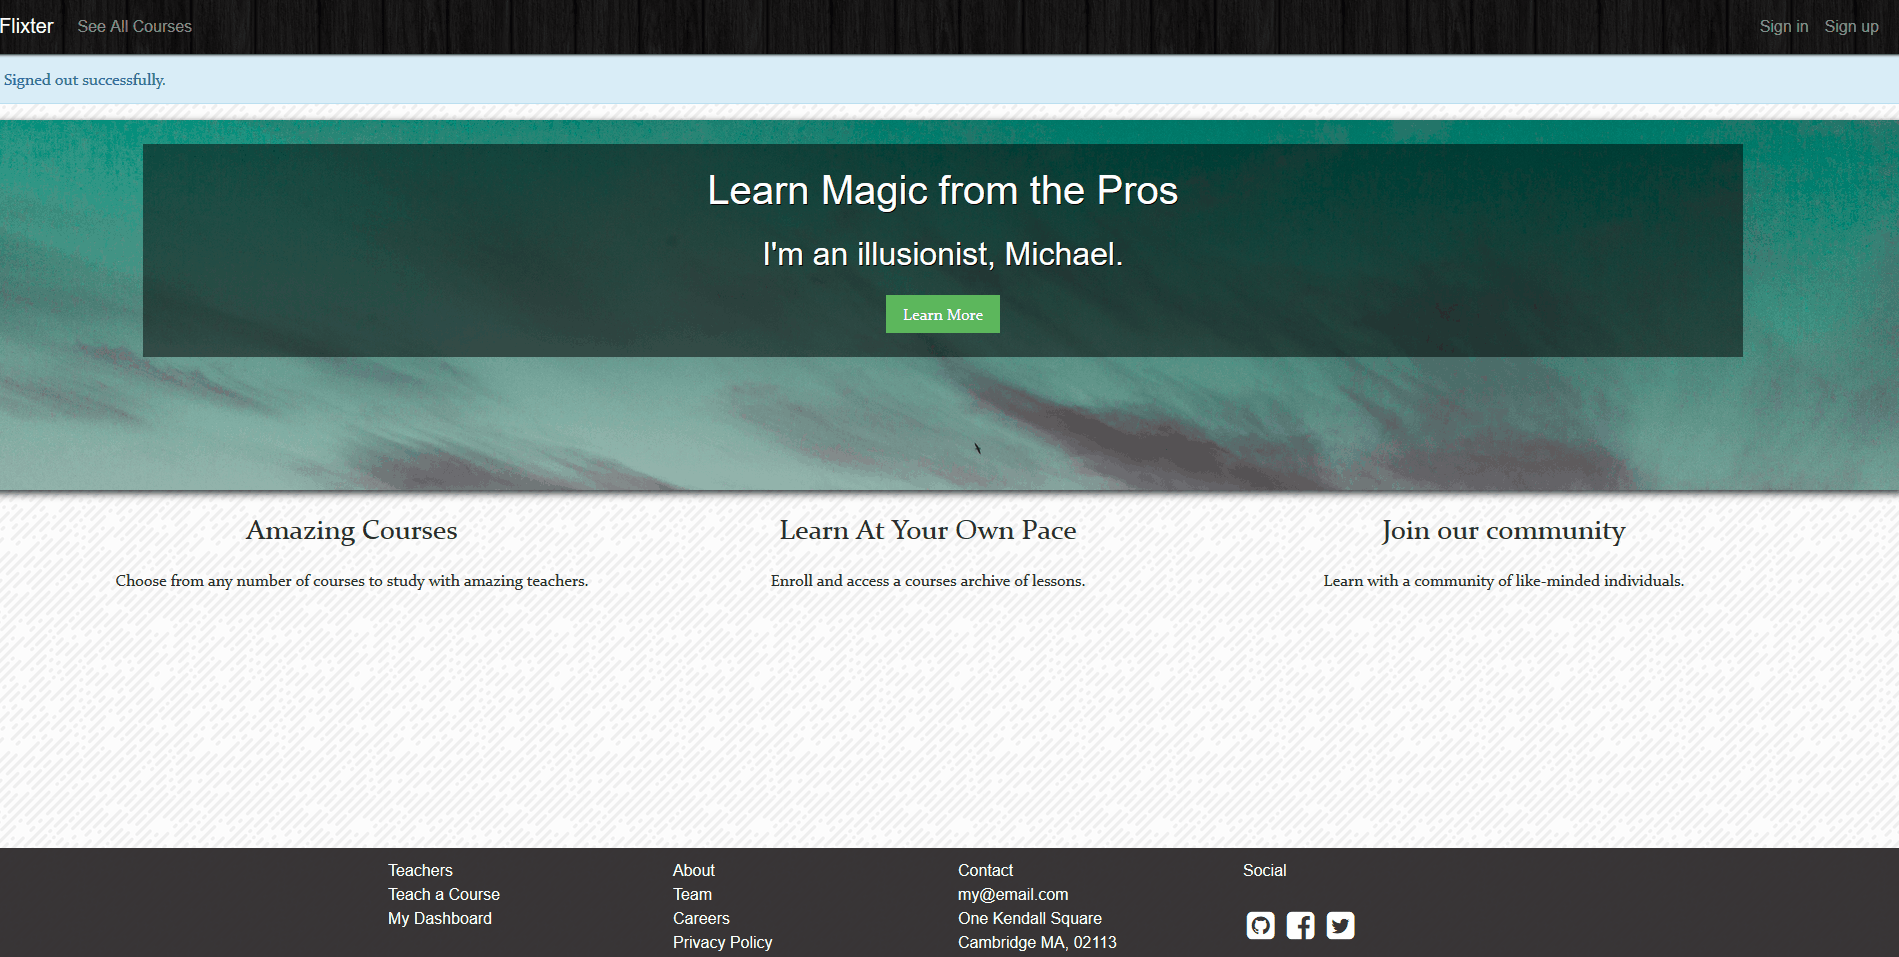 Flixter See All Courses Sign in Sign up
Signed out successfully.
Learn Magic from the Pros
I'm an illusionist, Michael.
Learn More
Amazing Courses
Choose from any number of courses to study with amazing teachers.
Learn At Your Own Pace
Enroll and access a courses archive of lessons.
Join our community
Learn with a community of like-minded individuals.
Teachers
Teach a Course
My Dashboard
About
Team
Careers
Privacy Policy
Contact
my@email.com
One Kendall Square
Cambridge MA, 02113
Social